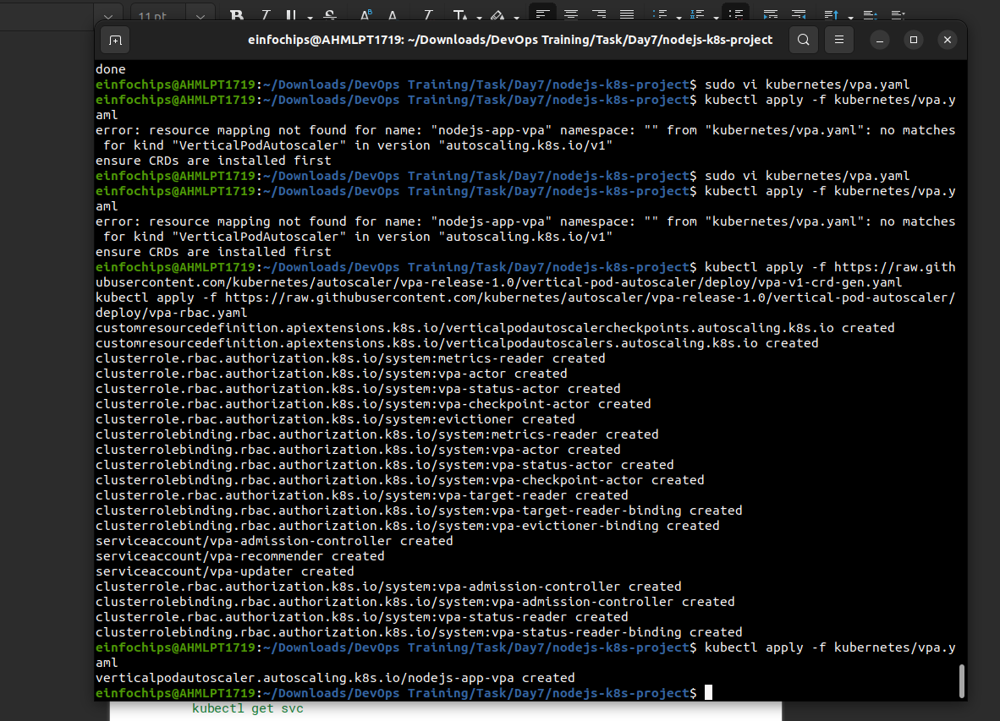 11 pt
einfochips@AHMLPT1719: ~/Downloads/DevOps Training/Task/Day7/nodejs-k8s-project
done
einfochips@AHMLPT1719:~/Downloads/DevOps Training/Task/Day7/nodejs-k8s-project$ sudo vi kubernetes/vpa.yaml
einfochips@AHMLPT1719:~/Downloads/DevOps Training/Task/Day7/nodejs-k8s-project$ kubectl apply -f kubernetes/vpa.y
aml
error: resource mapping not found for name: "nodejs-app-vpa" namespace: "" from "kubernetes/vpa.yaml": no matches
 for kind "VerticalPodAutoscaler" in version "autoscaling.k8s.io/v1"
ensure CRDs are installed first
einfochips@AHMLPT1719:~/Downloads/DevOps Training/Task/Day7/nodejs-k8s-project$ sudo vi kubernetes/vpa.yaml
einfochips@AHMLPT1719:~/Downloads/DevOps Training/Task/Day7/nodejs-k8s-project$ kubectl apply -f kubernetes/vpa.y
aml
error: resource mapping not found for name: "nodejs-app-vpa" namespace: "" from "kubernetes/vpa.yaml": no matches
 for kind "VerticalPodAutoscaler" in version "autoscaling.k8s.io/v1"
ensure CRDs are installed first
einfochips@AHMLPT1719:~/Downloads/DevOps Training/Task/Day7/nodejs-k8s-project$ kubectl apply -f https://raw.gith
ubusercontent.com/kubernetes/autoscaler/vpa-release-1.0/vertical-pod-autoscaler/deploy/vpa-v1-crd-gen.yaml
kubectl apply -f https://raw.githubusercontent.com/kubernetes/autoscaler/vpa-release-1.0/vertical-pod-autoscaler/
deploy/vpa-rbac.yaml
customresourcedefinition.apiextensions.k8s.io/verticalpodautoscalercheckpoints.autoscaling.k8s.io created
customresourcedefinition.apiextensions.k8s.io/verticalpodautoscalers.autoscaling.k8s.io created
clusterrole.rbac.authorization.k8s.io/system:metrics-reader created
clusterrole.rbac.authorization.k8s.io/system:vpa-actor created
clusterrole.rbac.authorization.k8s.io/system:vpa-status-actor created
clusterrole.rbac.authorization.k8s.io/system:vpa-checkpoint-actor created
clusterrole.rbac.authorization.k8s.io/system:evictioner created
clusterrolebinding.rbac.authorization.k8s.io/system:metrics-reader created
clusterrolebinding.rbac.authorization.k8s.io/system:vpa-actor created
clusterrolebinding.rbac.authorization.k8s.io/system:vpa-status-actor created
clusterrolebinding.rbac.authorization.k8s.io/system:vpa-checkpoint-actor created
clusterrole.rbac.authorization.k8s.io/system:vpa-target-reader created
clusterrolebinding.rbac.authorization.k8s.io/system:vpa-target-reader-binding created
clusterrolebinding.rbac.authorization.k8s.io/system:vpa-evictioner-binding created
serviceaccount/vpa-admission-controller created
serviceaccount/vpa-recommender created
serviceaccount/vpa-updater created
clusterrole.rbac.authorization.k8s.io/system:vpa-admission-controller created
clusterrolebinding.rbac.authorization.k8s.io/system:vpa-admission-controller created
clusterrole.rbac.authorization.k8s.io/system:vpa-status-reader created
clusterrolebinding.rbac.authorization.k8s.io/system:vpa-status-reader-binding created
einfochips@AHMLPT1719:~/Downloads/DevOps Training/Task/Day7/nodejs-k8s-project$ kubectl apply -f kubernetes/vpa.y
aml
verticalpodautoscaler.autoscaling.k8s.io/nodejs-app-vpa created
einfochips@AHMLPT1719:~/Downloads/DevOps Training/Task/Day7/nodejs-k8s-project$
kubectl get svc